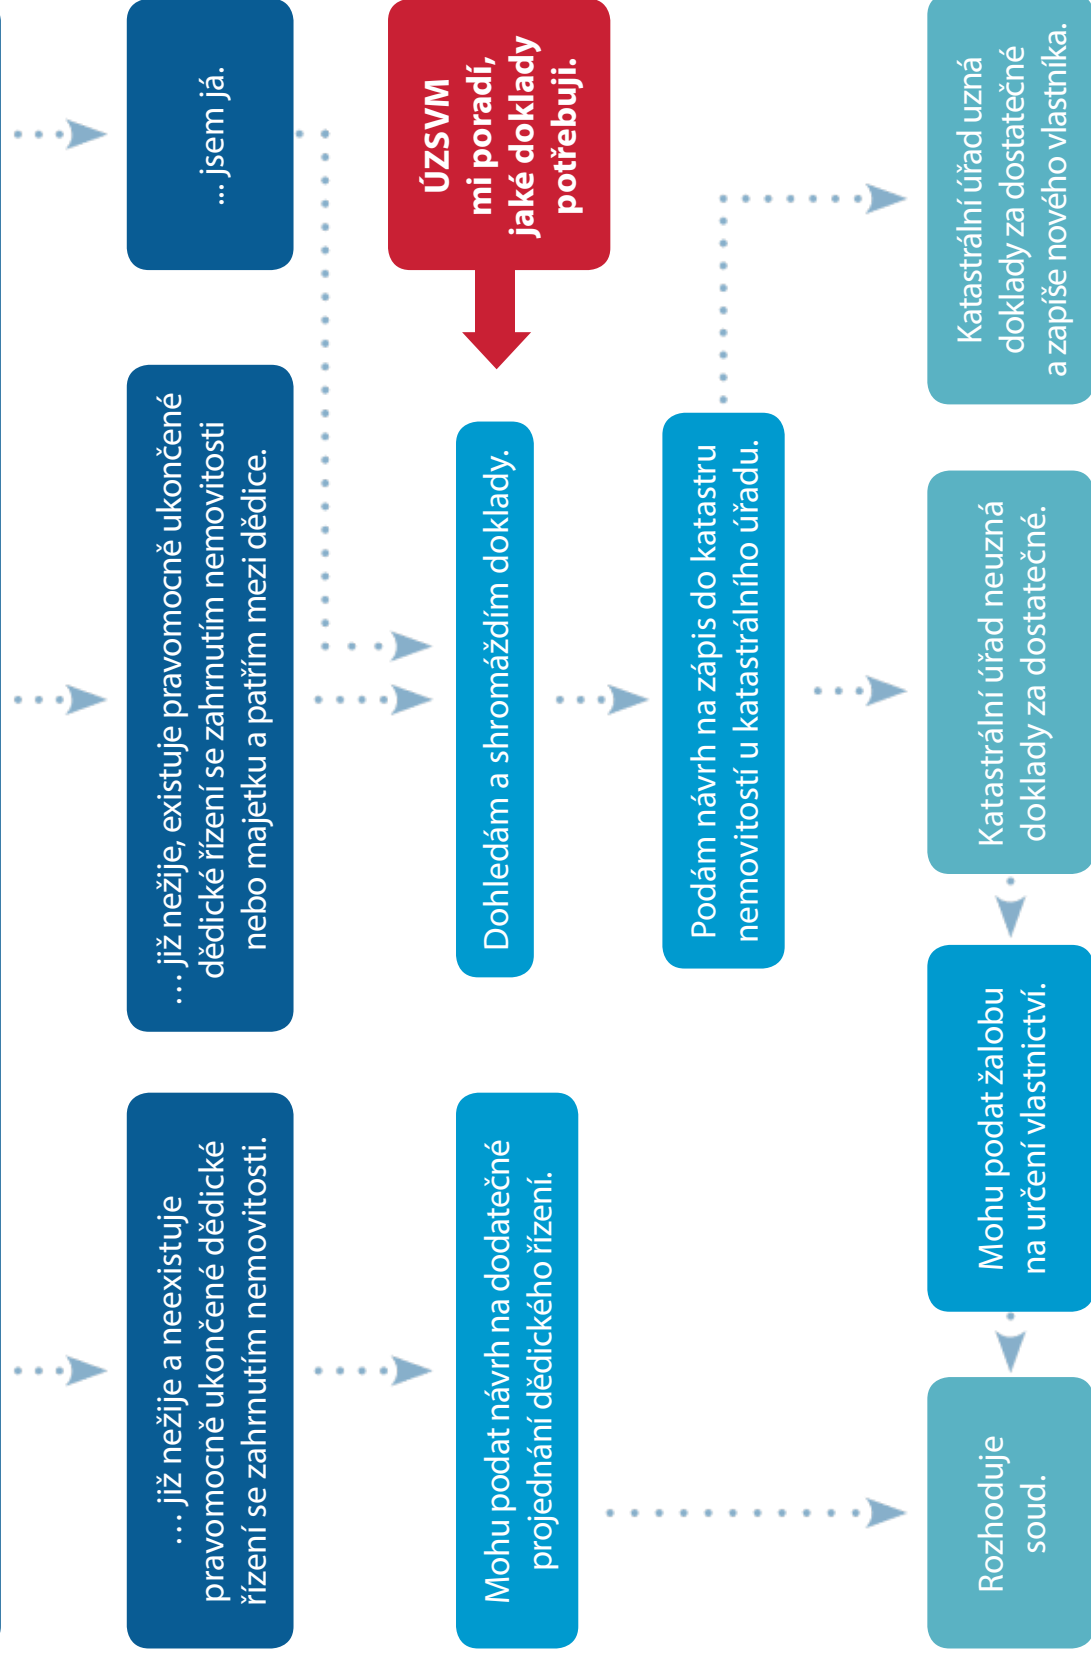 … již nežije a neexistuje
pravomocně ukončené dědické
řízení se zahrnutím nemovitosti.
… již nežije, existuje pravomocně ukončené
dědické řízení se zahrnutím nemovitosti
nebo majetku a patřím mezi dědice.
... jsem já.
Mohu podat návrh na dodatečné
projednání dědického řízení.
Dohledám a shromáždím doklady.
ÚZSVM
mi poradí,
jaké doklady
potřebuji.
Podám návrh na zápis do katastru
nemovitostí u katastrálního úřadu.
Rozhoduje
soud.
Mohu podat žalobu
na určení vlastnictví.
Katastrální úřad neuzná
doklady za dostatečné.
Katastrální úřad uzná
doklady za dostatečné
a zapíše nového vlastníka.